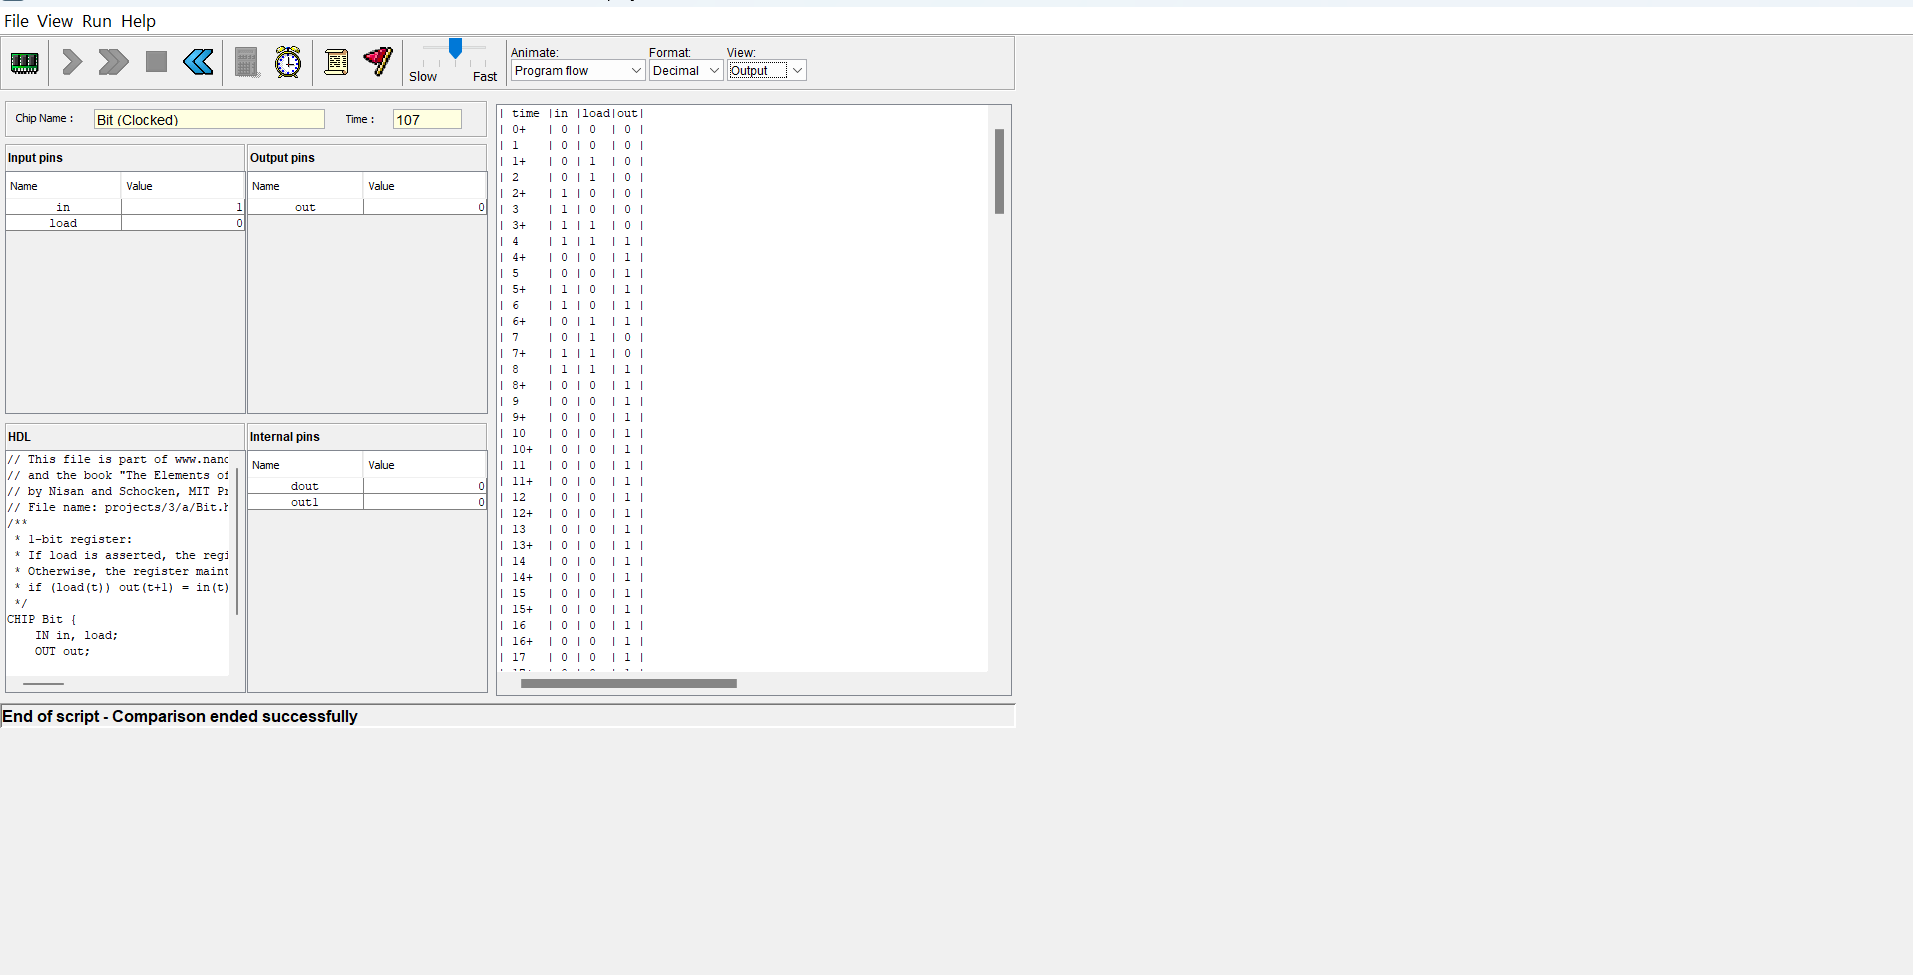 File View Run Help
Slow Fast
Animate: Format: View:
Program flow Decimal Output
Chip Name : Bit (Clocked) Time : 107
Input pins
Name Value
in 1
load 0
Output pins
Name Value
out 0
HDL
// This file is part of www.nand
// and the book "The Elements of
// by Nisan and Schocken, MIT Pr
// File name: projects/3/a/Bit.h
/**
* 1-bit register:
* If load is asserted, the regi
* Otherwise, the register maint
* if (load(t)) out(t+1) = in(t)
*/
CHIP Bit {
IN in, load;
OUT out;
Internal pins
Name Value
dout 0
out1 0
| time |in |load|out|
| 0+ | 0 | 0 | 0 |
| 1 | 0 | 0 | 0 |
| 1+ | 0 | 1 | 0 |
| 2 | 0 | 1 | 0 |
| 2+ | 1 | 0 | 0 |
| 3 | 1 | 0 | 0 |
| 3+ | 1 | 1 | 0 |
| 4 | 1 | 1 | 1 |
| 4+ | 0 | 0 | 1 |
| 5 | 0 | 0 | 1 |
| 5+ | 1 | 0 | 1 |
| 6 | 1 | 0 | 1 |
| 6+ | 0 | 1 | 1 |
| 7 | 0 | 1 | 0 |
| 7+ | 1 | 1 | 0 |
| 8 | 1 | 1 | 1 |
| 8+ | 0 | 0 | 1 |
| 9 | 0 | 0 | 1 |
| 9+ | 0 | 0 | 1 |
| 10 | 0 | 0 | 1 |
| 10+ | 0 | 0 | 1 |
| 11 | 0 | 0 | 1 |
| 11+ | 0 | 0 | 1 |
| 12 | 0 | 0 | 1 |
| 12+ | 0 | 0 | 1 |
| 13 | 0 | 0 | 1 |
| 13+ | 0 | 0 | 1 |
| 14 | 0 | 0 | 1 |
| 14+ | 0 | 0 | 1 |
| 15 | 0 | 0 | 1 |
| 15+ | 0 | 0 | 1 |
| 16 | 0 | 0 | 1 |
| 16+ | 0 | 0 | 1 |
| 17 | 0 | 0 | 1 |
End of script - Comparison ended successfully